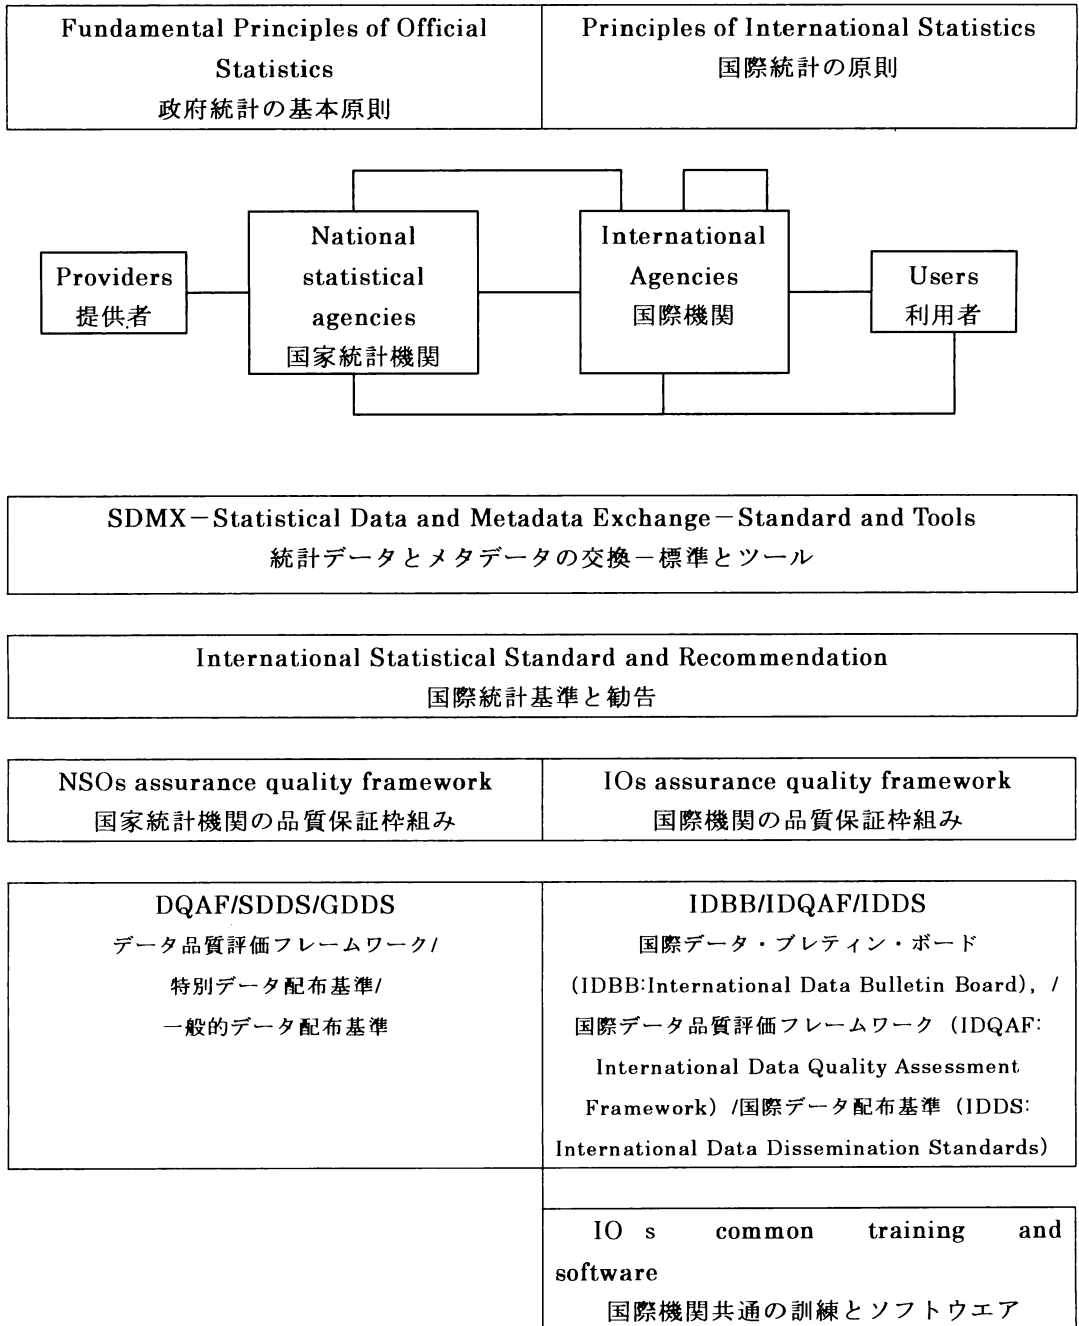 Fundamental Principles of Official
Statistics
政府統計の基本原則
Principles of International Statistics
国際統計の原則
Providers
提供者
National
statistical
agencies
国家統計機関
International
Agencies
国際機関
Users
利用者
SDMX－Statistical Data and Metadata Exchange－Standard and Tools
統計データとメタデータの交換－標準とツール
International Statistical Standard and Recommendation
国際統計基準と勧告
NSOs assurance quality framework
国家統計機関の品質保証枠組み
IOs assurance quality framework
国際機関の品質保証枠組み
DQAF/SDDS/GDDS
データ品質評価フレームワーク/
特別データ配布基準/
一般的データ配布基準
IDBB/IDQAF/IDDS
国際データ・ブレティン・ボード
（IDBB:International Data Bulletin Board），/
国際データ品質評価フレームワーク（IDQAF:
International Data Quality Assessment
Framework）/国際データ配布基準（IDDS:
International Data Dissemination Standards）
IO s common training and
software
国際機関共通の訓練とソフトウエア